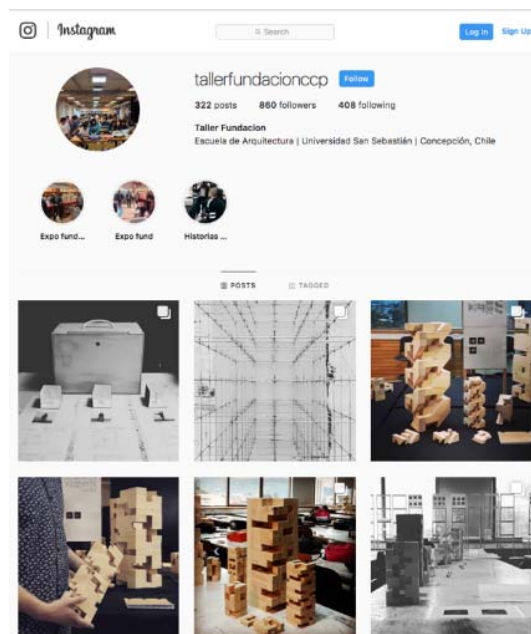 Instagram
Search
Log In
Sign Up
tallerfundacionccp
Follow
322 posts 860 followers 408 following
Taller Fundacion
Escuela de Arquitectura | Universidad San Sebastián | Concepción, Chile
Expo fund...
Expo fund
Historias ...
POSTS
TAGGED